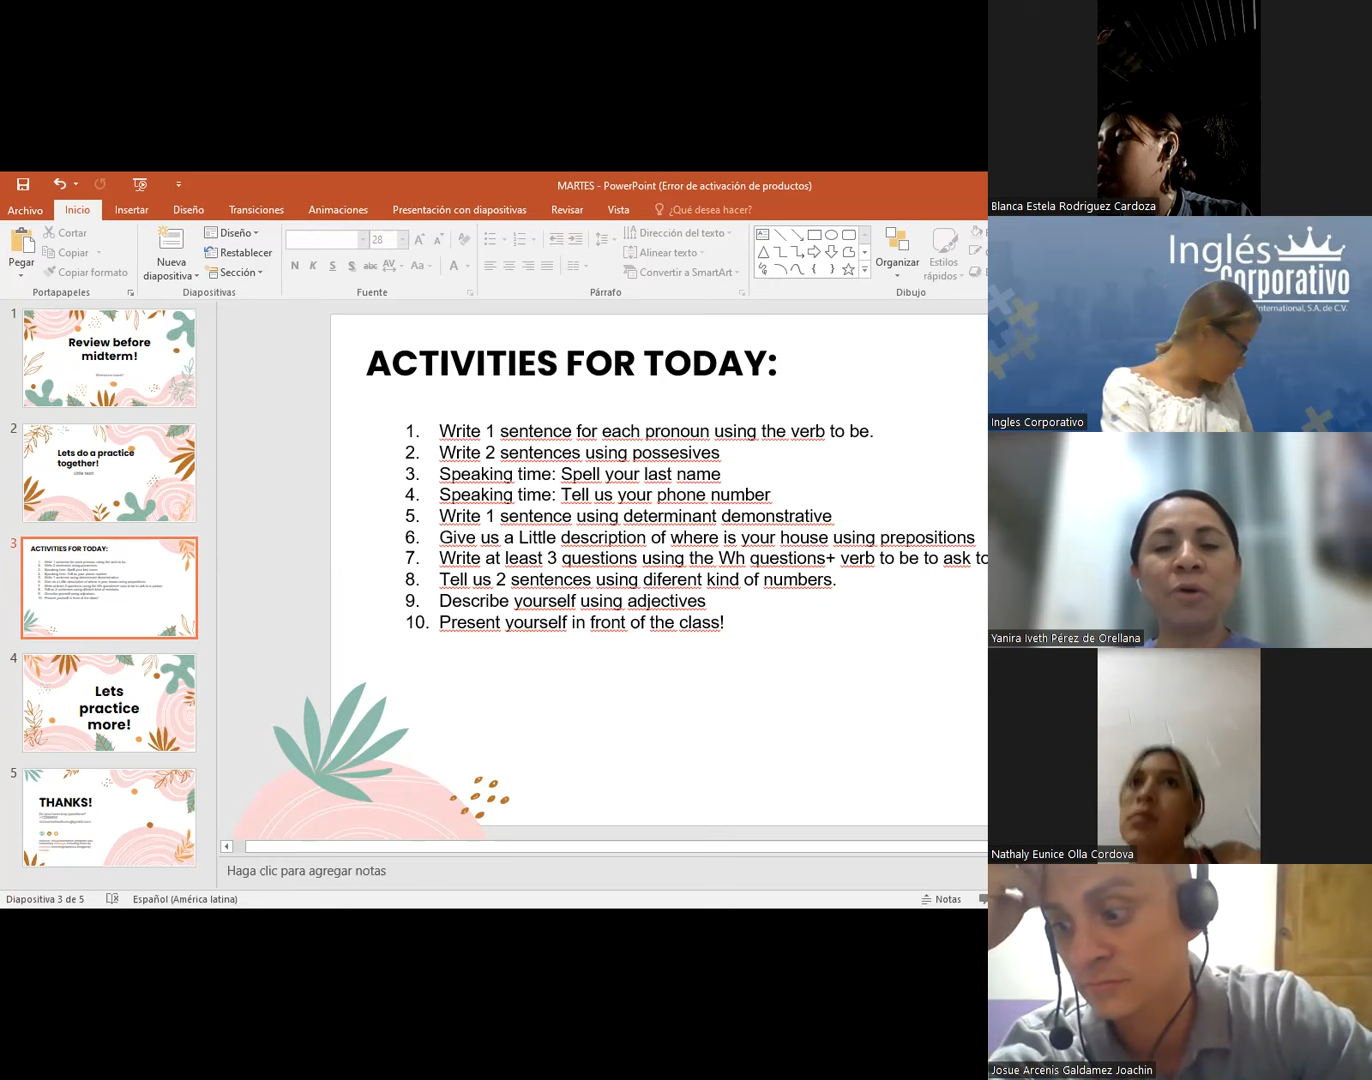 MARTES - PowerPoint (Error de activación de productos)
Archivo
Inicio
Insertar
Diseño
Transiciones
Animaciones
Presentación con diapositivas
Revisar
Vista
¿Qué desea hacer?
Pegar
Cortar
Copiar
Copiar formato
Portapapeles
Nueva
diapositiva
Diseño
Restablecer
Sección
Diapositivas
28
N K S S abc AV Aa A
Fuente
Dirección del texto
Alinear texto
Convertir a SmartArt
Párrafo
Organizar
Estilos
rápidos
Dibujo
1
Review before
midterm!
2
Lets do a practice
together!
3
ACTIVITIES FOR TODAY:
4
Lets
practice
more!
5
THANKS!
ACTIVITIES FOR TODAY:
1. Write 1 sentence for each pronoun using the verb to be.
2. Write 2 sentences using possesives
3. Speaking time: Spell your last name
4. Speaking time: Tell us your phone number
5. Write 1 sentence using determinant demonstrative
6. Give us a Little description of where is your house using prepositions
7. Write at least 3 questions using the Wh questions+ verb to be to ask to
8. Tell us 2 sentences using diferent kind of numbers.
9. Describe yourself using adjectives
10. Present yourself in front of the class!
Haga clic para agregar notas
Diapositiva 3 de 5
Español (América latina)
Notas
Blanca Estela Rodriguez Cardoza
Inglés
Corporativo
International, S.A. de C.V.
Ingles Corporativo
Yanira Iveth Pérez de Orellana
Nathaly Eunice Olla Cordova
Josue Arcenis Galdamez Joachin